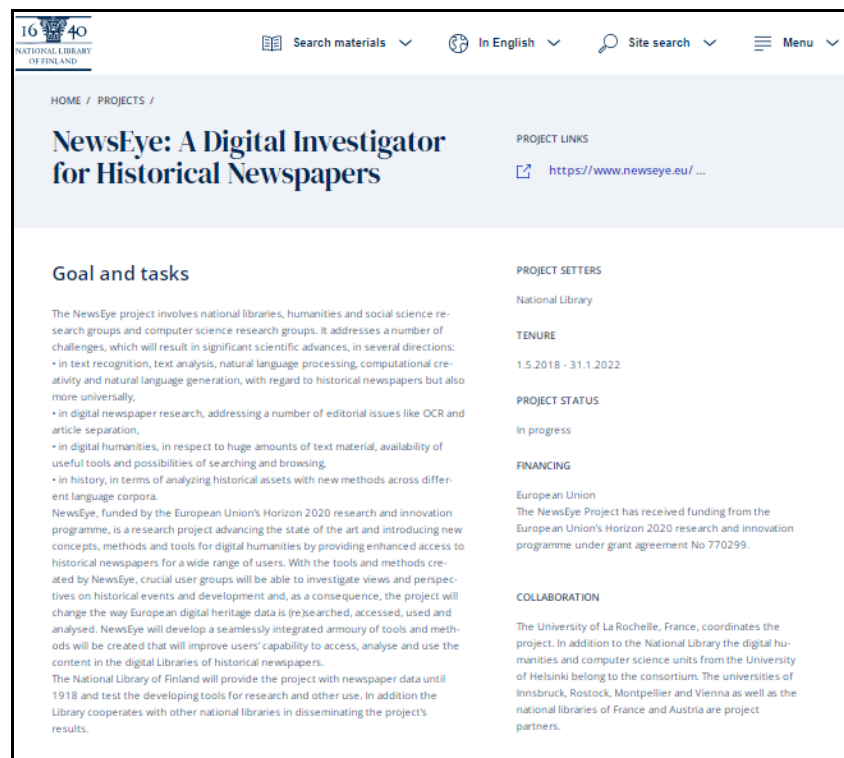 16 40
NATIONAL LIBRARY
OF FINLAND
Search materials
In English
Site search
Menu
HOME / PROJECTS /
NewsEye: A Digital Investigator
for Historical Newspapers
PROJECT LINKS
https://www.newseye.eu/ ...
Goal and tasks
The NewsEye project involves national libraries, humanities and social science re-
search groups and computer science research groups. It addresses a number of
challenges, which will result in significant scientific advances, in several directions:
• in text recognition, text analysis, natural language processing, computational cre-
ativity and natural language generation, with regard to historical newspapers but also
more universally,
• in digital newspaper research, addressing a number of editorial issues like OCR and
article separation,
• in digital humanities, in respect to huge amounts of text material, availability of
useful tools and possibilities of searching and browsing,
• in history, in terms of analyzing historical assets with new methods across differ-
ent language corpora.
NewsEye, funded by the European Union's Horizon 2020 research and innovation
programme, is a research project advancing the state of the art and introducing new
concepts, methods and tools for digital humanities by providing enhanced access to
historical newspapers for a wide range of users. With the tools and methods cre-
ated by NewsEye, crucial user groups will be able to investigate views and perspec-
tives on historical events and development and, as a consequence, the project will
change the way European digital heritage data is (re)searched, accessed, used and
analysed. NewsEye will develop a seamlessly integrated armoury of tools and meth-
ods will be created that will improve users' capability to access, analyse and use the
content in the digital Libraries of historical newspapers.
The National Library of Finland will provide the project with newspaper data until
1918 and test the developing tools for research and other use. In addition the
Library cooperates with other national libraries in disseminating the project's
results.
PROJECT SETTERS
National Library
TENURE
1.5.2018 - 31.1.2022
PROJECT STATUS
In progress
FINANCING
European Union
The NewsEye Project has received funding from the
European Union's Horizon 2020 research and innovation
programme under grant agreement No 770299.
COLLABORATION
The University of La Rochelle, France, coordinates the
project. In addition to the National Library the digital hu-
manities and computer science units from the University
of Helsinki belong to the consortium. The universities of
Innsbruck, Rostock, Montpellier and Vienna as well as the
national libraries of France and Austria are project
partners.